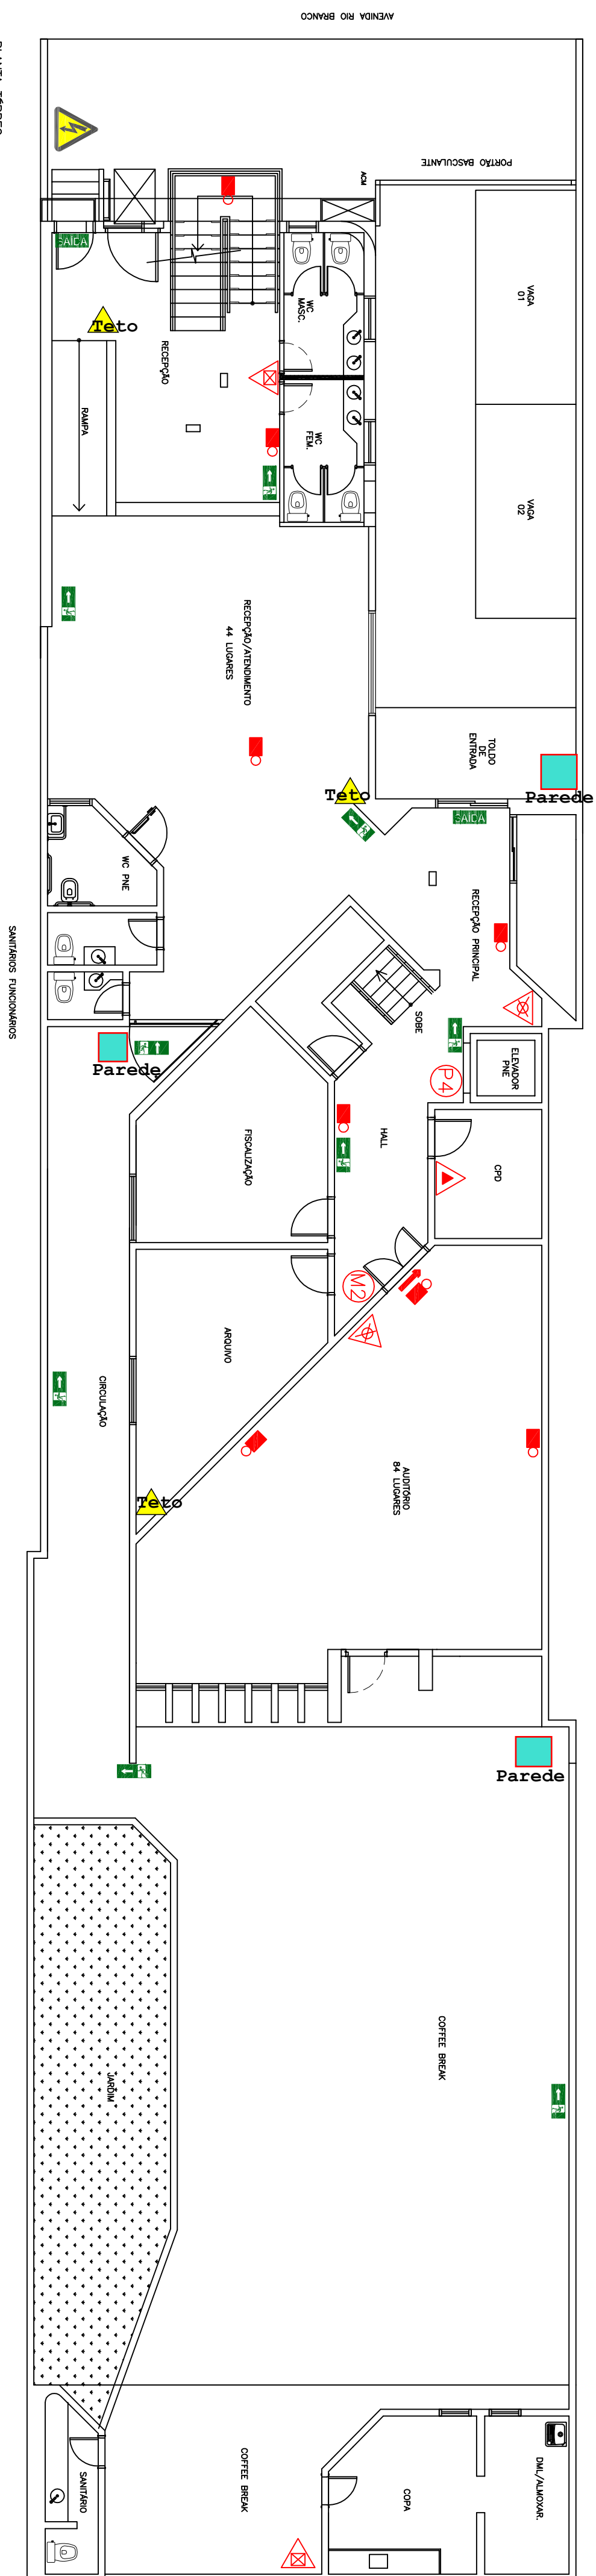 AVENIDA RIO BRANCO
PORTÃO BASCULANTE
ACM
VAGA
01
VAGA
02
SAÍDA
Teto
RECEPÇÃO
RAMPA
WC
MASC.
WC
FEM.
RECEPÇÃO/ATENDIMENTO
44 LUGARES
TOLDO
DE
ENTRADA
Parede
Teto
SAÍDA
WC PNE
RECEPÇÃO PRINCIPAL
SANITÁRIOS FUNCIONÁRIOS
SOBE
ELEVADOR
PNE
Parede
P4
HALL
FISCALIZAÇÃO
CPD
M2
ARQUIVO
CIRCULAÇÃO
AUDITÓRIO
84 LUGARES
Teto
Parede
COFFEE BREAK
JARDIM
COFFEE BREAK
COPA
DML/ALMOXAR.
SANITÁRIO